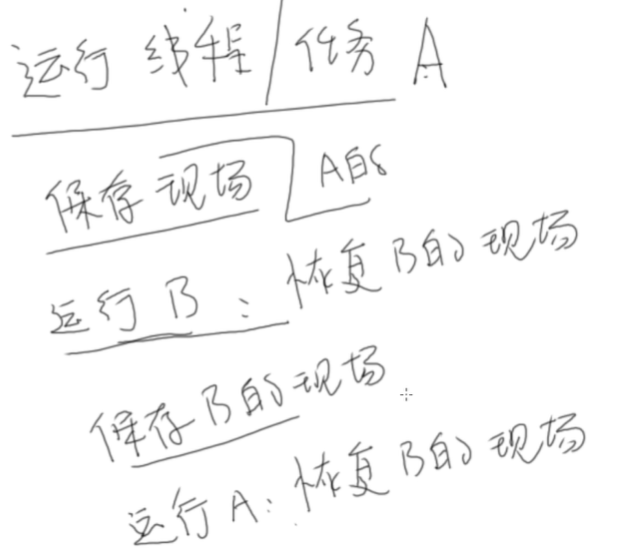 运行 线程/任务 A
保存现场 A的
运行 B : 恢复B的现场
保存B的现场
运行A: 恢复B的现场